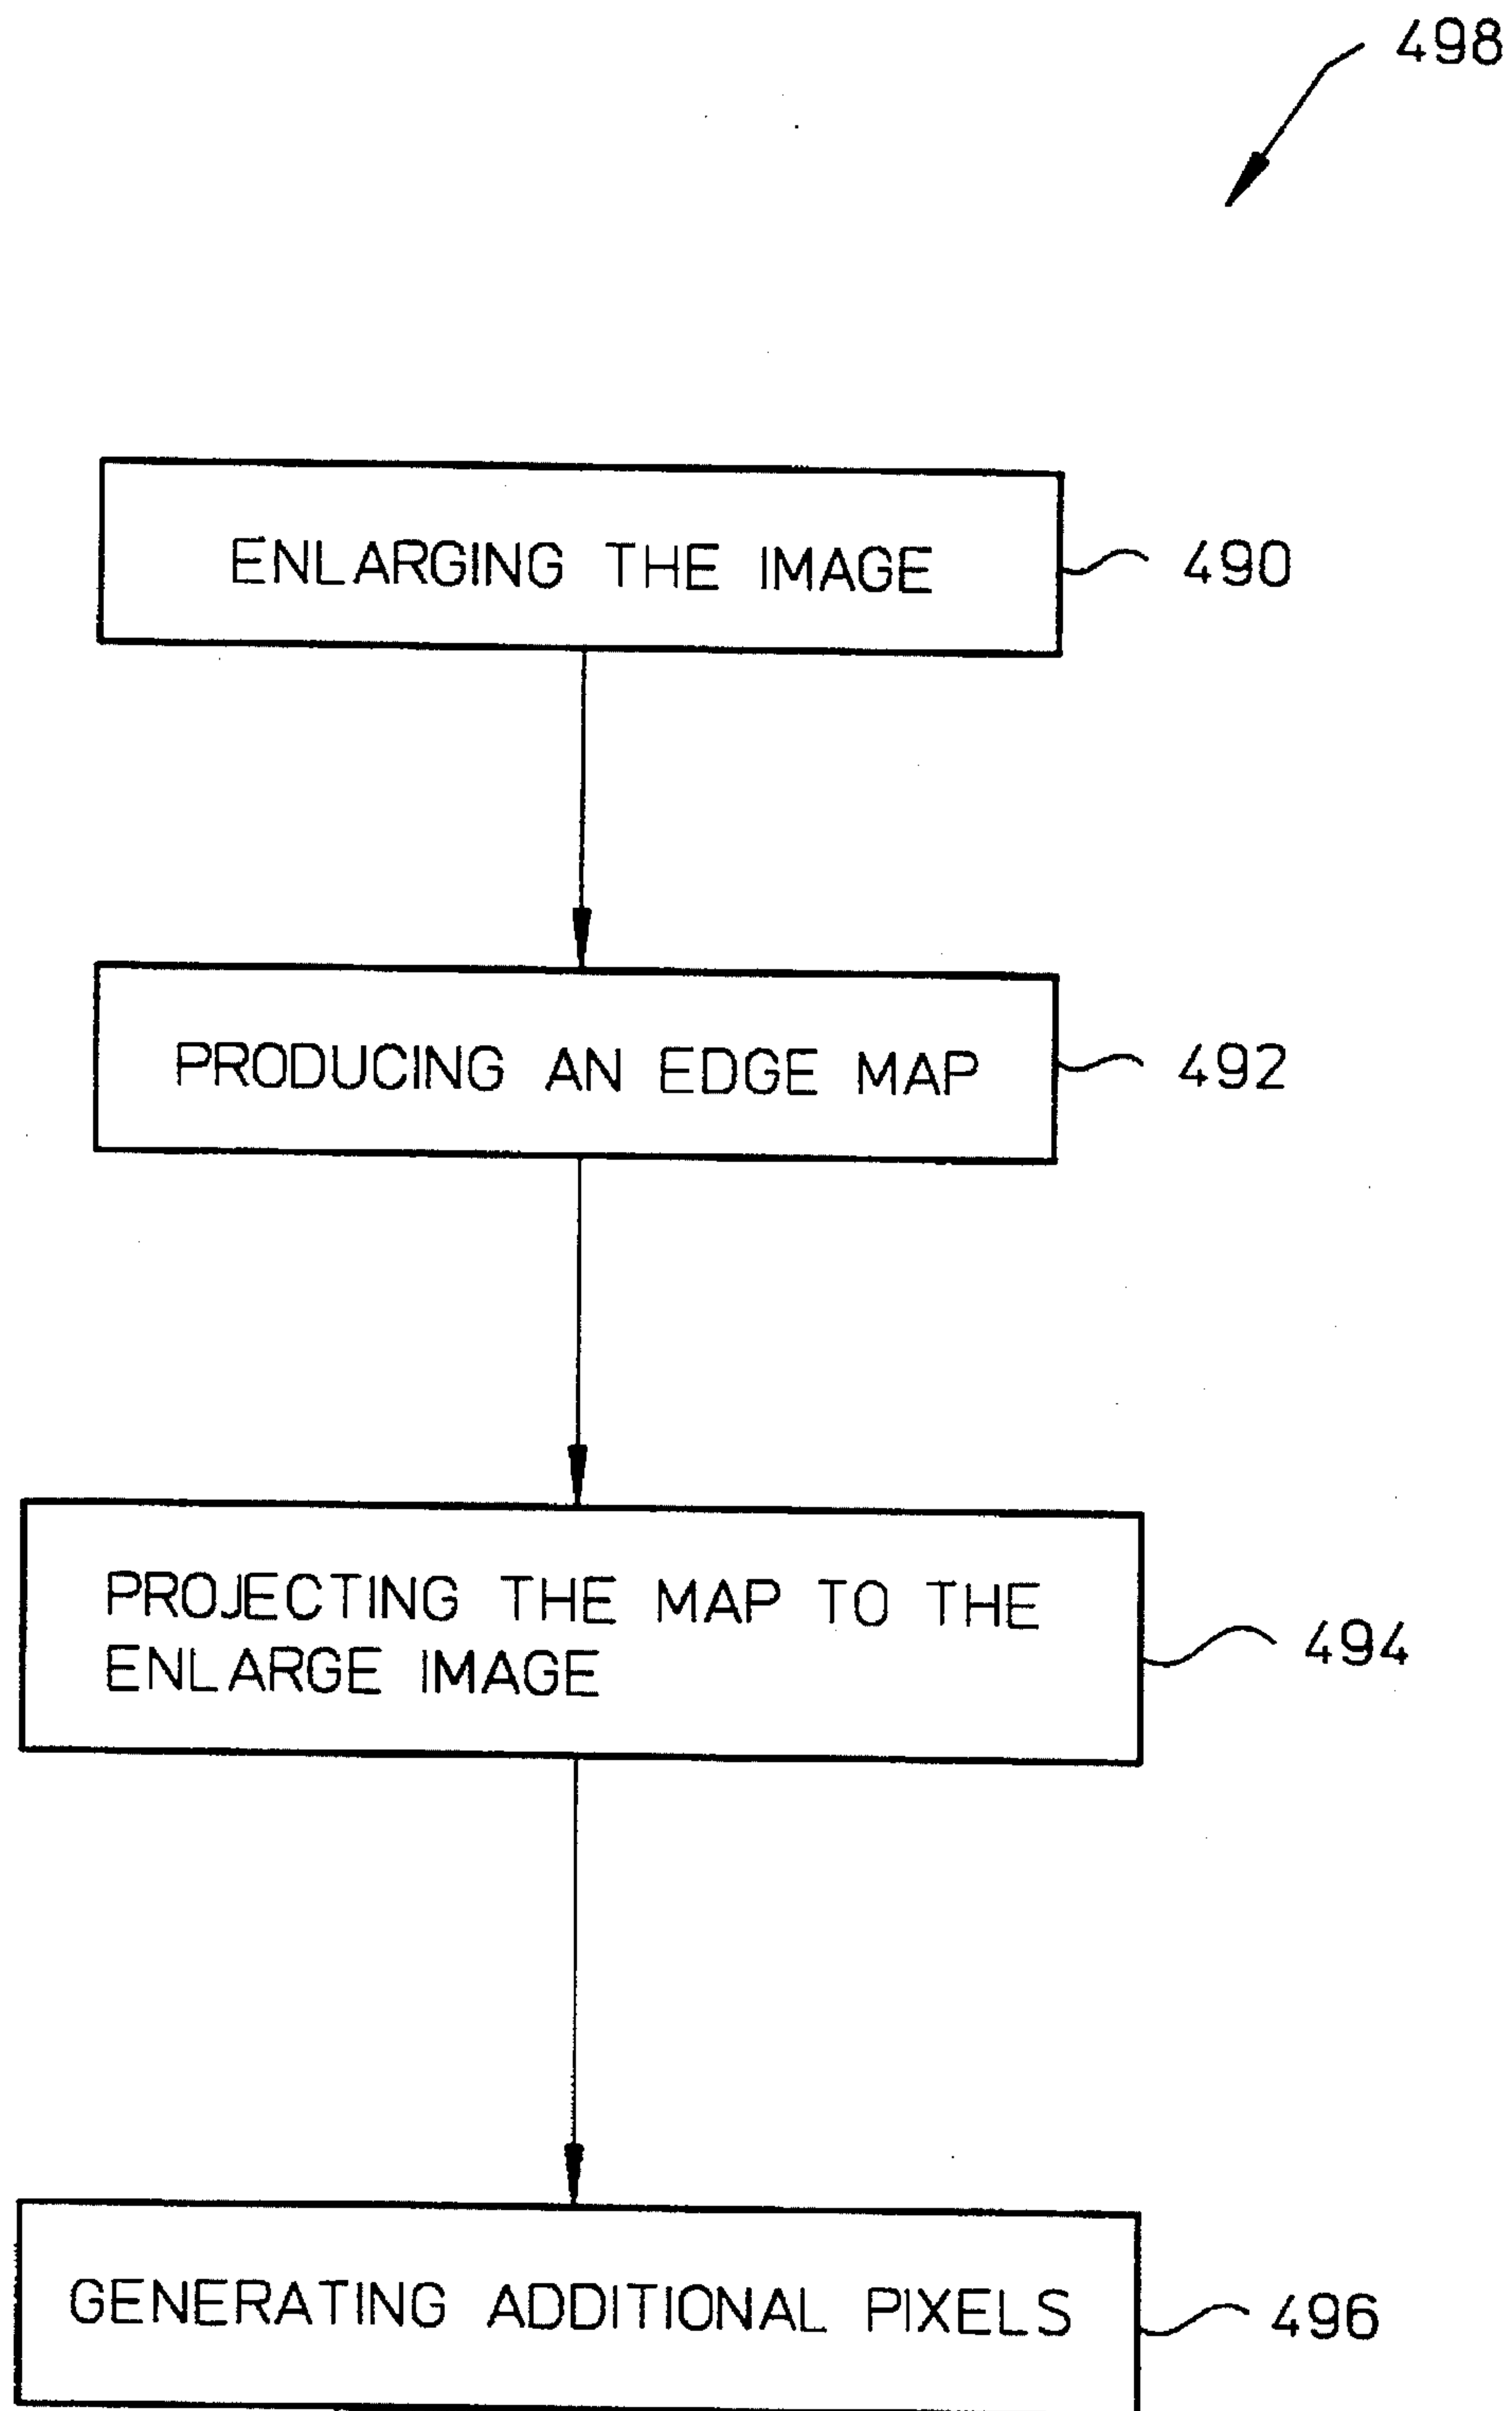 498
ENLARGING THE IMAGE
490
PRODUCING AN EDGE MAP
492
PROJECTING THE MAP TO THE
ENLARGE IMAGE
494
GENERATING ADDITIONAL PIXELS
496